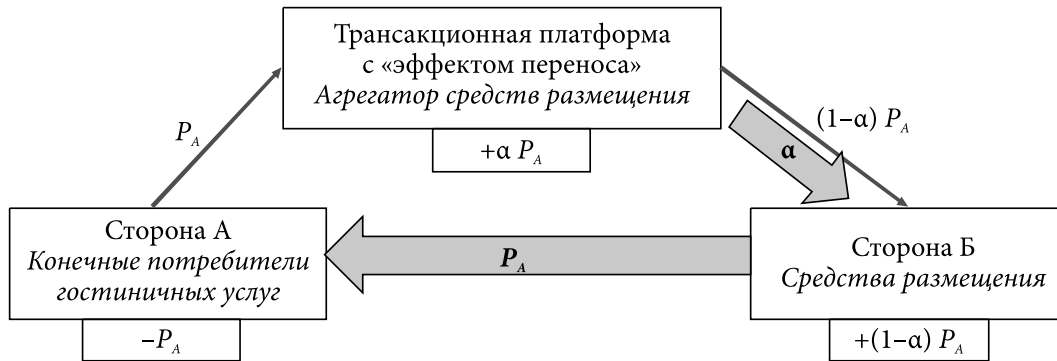 Трансакционная платформа
с «эффектом переноса»
Агрегатор средств размещения
+α P_A
P_A
(1–α) P_A
α
Сторона А
Конечные потребители
гостиничных услуг
–P_A
P_A
Сторона Б
Средства размещения
+(1–α) P_A